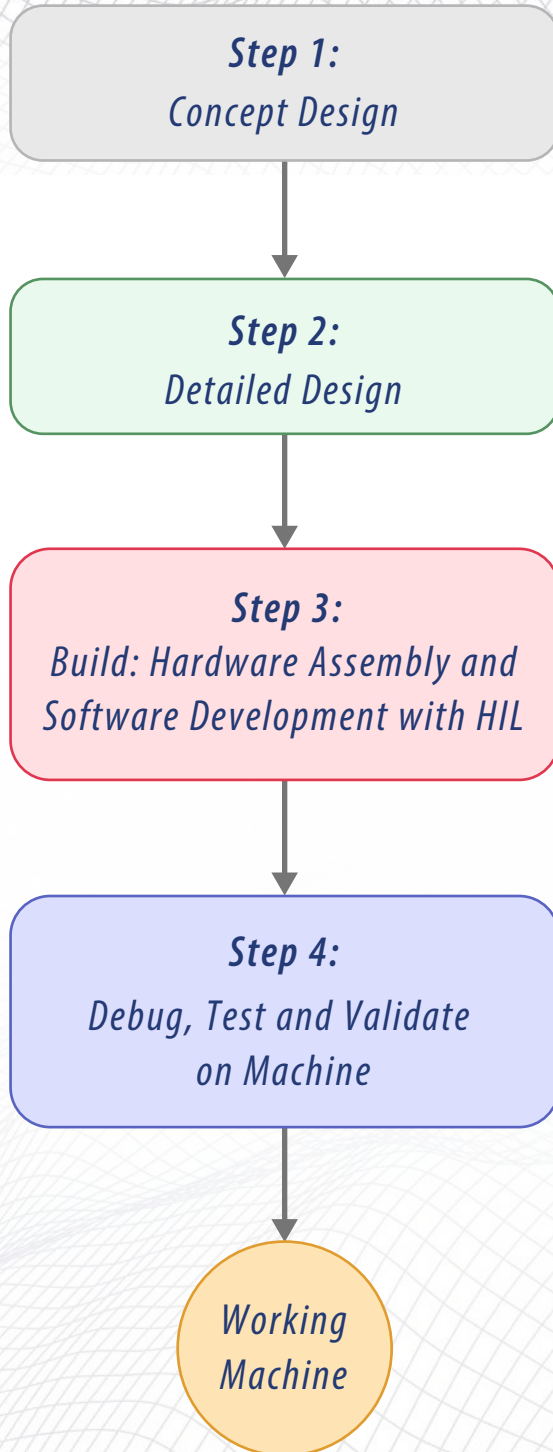 Step 1:
Concept Design
Step 2:
Detailed Design
Step 3:
Build: Hardware Assembly and
Software Development with HIL
Step 4:
Debug, Test and Validate
on Machine
Working
Machine